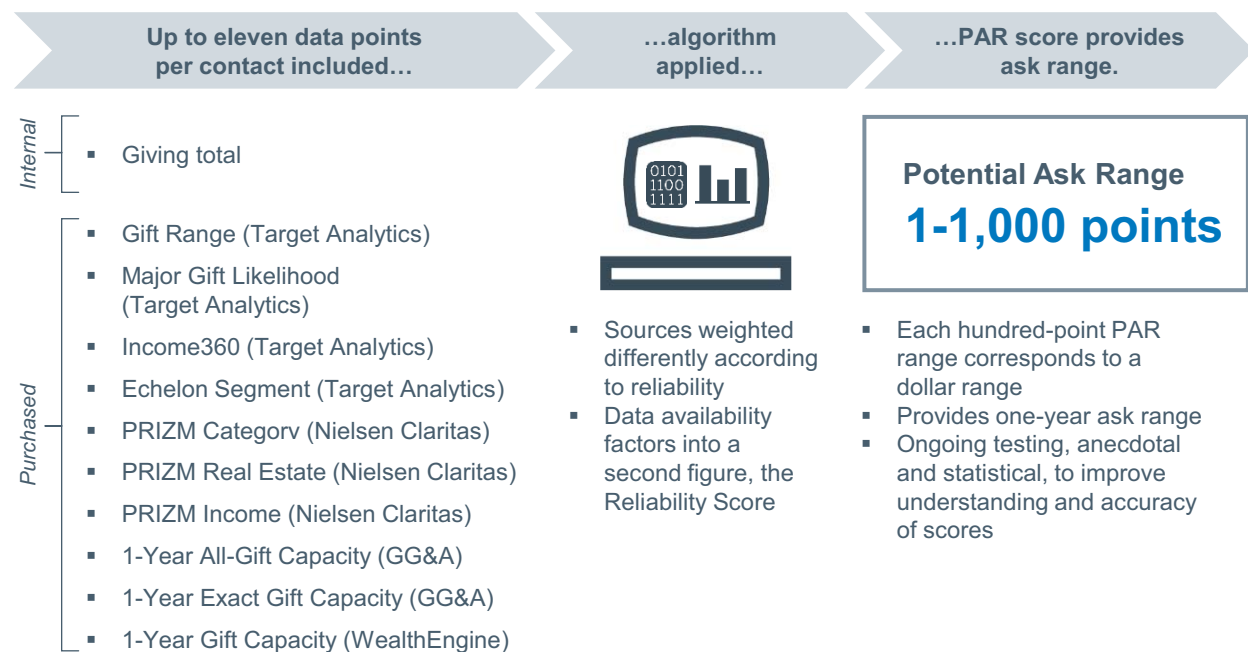 Up to eleven data points
per contact included…
…algorithm
applied…
…PAR score provides
ask range.
Internal
▪ Giving total
Purchased
▪ Gift Range (Target Analytics)
▪ Major Gift Likelihood
(Target Analytics)
▪ Income360 (Target Analytics)
▪ Echelon Segment (Target Analytics)
▪ PRIZM Categorv (Nielsen Claritas)
▪ PRIZM Real Estate (Nielsen Claritas)
▪ PRIZM Income (Nielsen Claritas)
▪ 1-Year All-Gift Capacity (GG&A)
▪ 1-Year Exact Gift Capacity (GG&A)
▪ 1-Year Gift Capacity (WealthEngine)
0101
1100
1111
▪ Sources weighted
differently according
to reliability
▪ Data availability
factors into a
second figure, the
Reliability Score
Potential Ask Range
1-1,000 points
▪ Each hundred-point PAR
range corresponds to a
dollar range
▪ Provides one-year ask range
▪ Ongoing testing, anecdotal
and statistical, to improve
understanding and accuracy
of scores